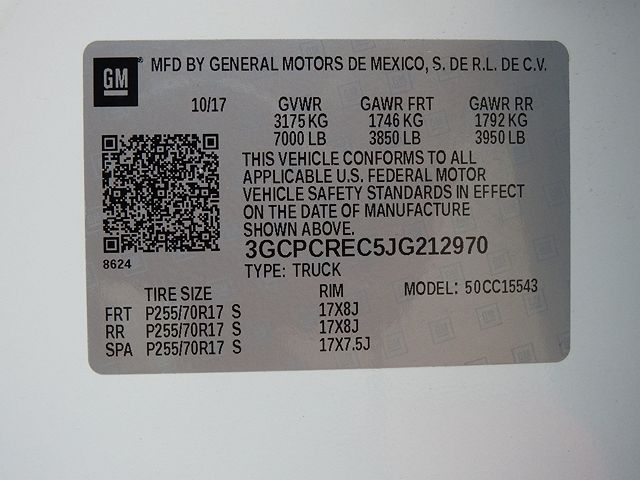 GM MFD BY GENERAL MOTORS DE MEXICO, S. DE R.L. DE C.V.
10/17 GVWR GAWR FRT GAWR RR
3175 KG 1746 KG 1792 KG
7000 LB 3850 LB 3950 LB
THIS VEHICLE CONFORMS TO ALL
APPLICABLE U.S. FEDERAL MOTOR
VEHICLE SAFETY STANDARDS IN EFFECT
ON THE DATE OF MANUFACTURE
SHOWN ABOVE.
3GCPCREC5JG212970
8624
TYPE: TRUCK
MODEL: 50CC15543
TIRE SIZE RIM
FRT P255/70R17 S 17X8J
RR P255/70R17 S 17X8J
SPA P255/70R17 S 17X7.5J